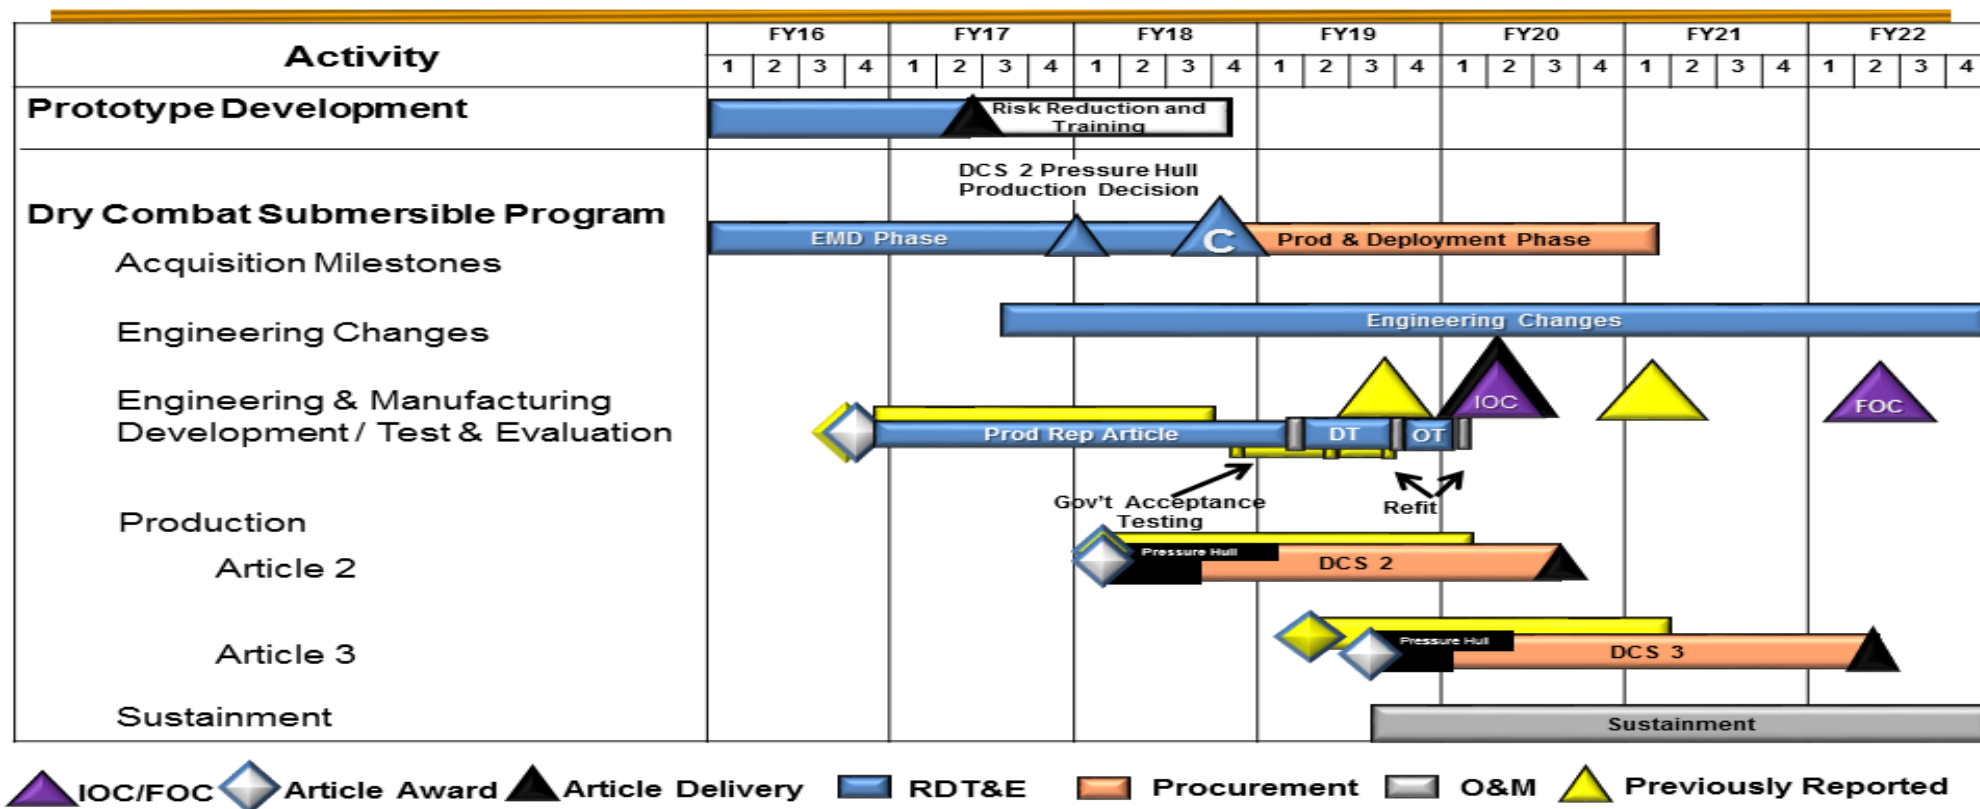 Activity
FY16 FY17 FY18 FY19 FY20 FY21 FY22
1 2 3 4 1 2 3 4 1 2 3 4 1 2 3 4 1 2 3 4 1 2 3 4 1 2 3 4
Prototype Development
Risk Reduction and
Training
DCS 2 Pressure Hull
Production Decision
Dry Combat Submersible Program
EMD Phase
C
Prod & Deployment Phase
Acquisition Milestones
Engineering Changes
Engineering Changes
Engineering & Manufacturing
Development / Test & Evaluation
IOC
FOC
Prod Rep Article
DT
OT
Gov't Acceptance
Testing
Refit
Production
Article 2
Pressure Hull
DCS 2
Article 3
Pressure Hull
DCS 3
Sustainment
Sustainment
IOC/FOC Article Award Article Delivery RDT&E Procurement O&M Previously Reported